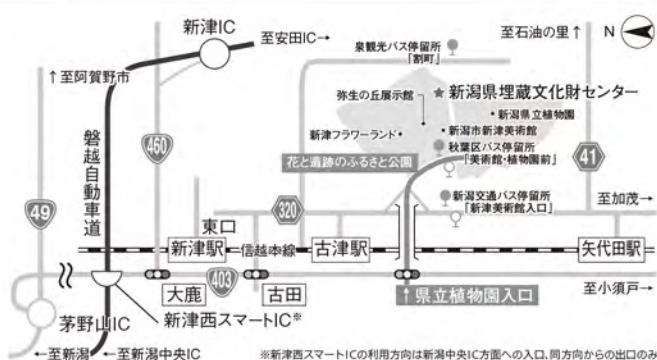 新津IC
至安田IC→
泉観光バス停留所
「割町」
至石油の里↑
N
↑至阿賀野市
弥生の丘展示館
★新潟県埋蔵文化財センター
・新潟県立植物園
新津フラワーランド・
・新潟市新津美術館
460
秋葉区バス停留所
「美術館・植物園前」
磐越自動車道
花と遺跡のふるさと公園
41
49
新潟交通バス停留所
「新津美術館入口」
320
至加茂→
東口
新津駅
信越本線
古津駅
矢代田駅
403
大鹿
古田
↑県立植物園入口
至小須戸→
茅野山IC
新津西スマートIC※
←至新潟
←至新潟中央IC
※新津西スマートICの利用方向は新潟中央IC方面への入口、同方向からの出口のみ